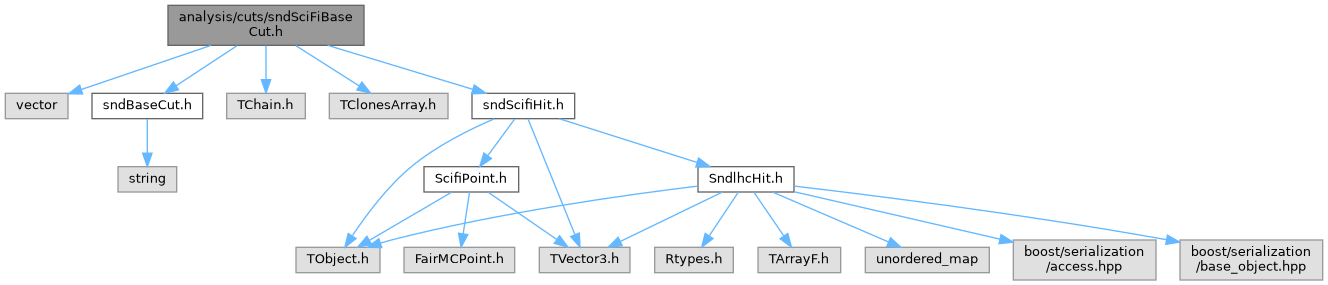 analysis/cuts/sndSciFiBase
Cut.h
vector
sndBaseCut.h
TChain.h
TClonesArray.h
sndScifiHit.h
string
ScifiPoint.h
SndlhcHit.h
TObject.h
FairMCPoint.h
TVector3.h
Rtypes.h
TArrayF.h
unordered_map
boost/serialization
/access.hpp
boost/serialization
/base_object.hpp